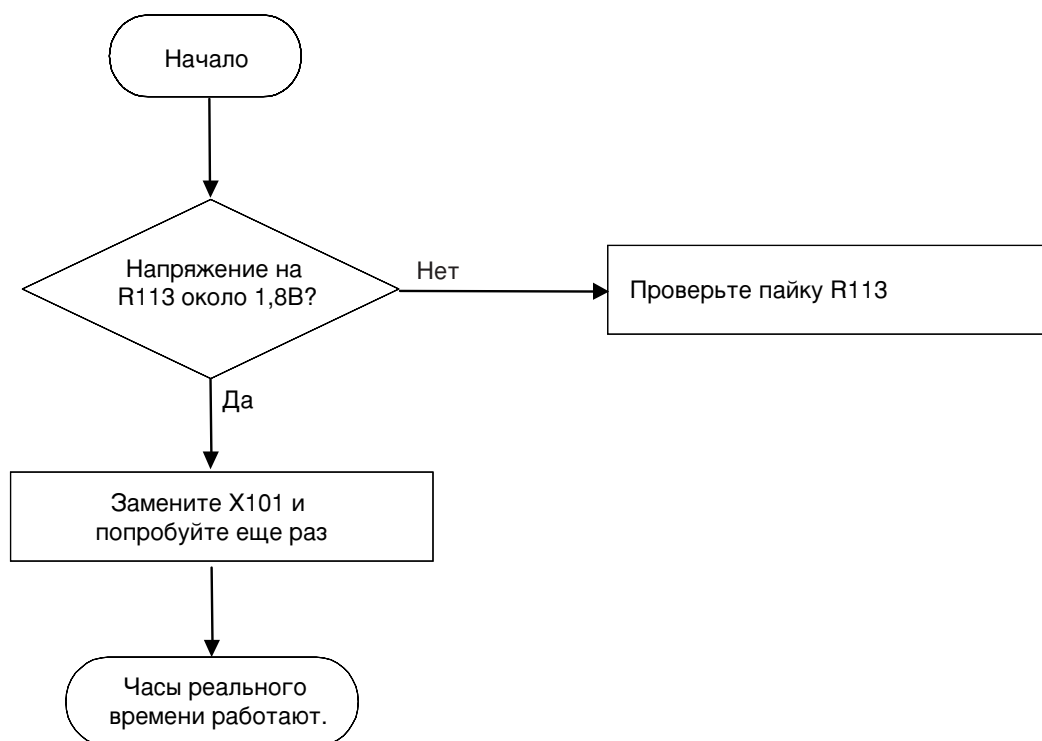 Начало
Напряжение на
R113 около 1,8В?
Нет
Проверьте пайку R113
Да
Замените X101 и
попробуйте еще раз
Часы реального
времени работают.